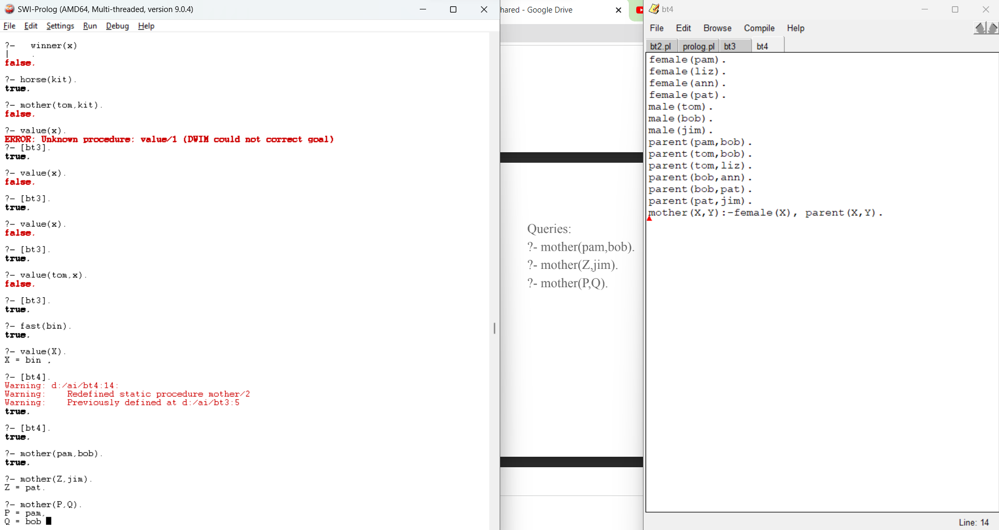 SWI-Prolog (AMD64, Multi-threaded, version 9.0.4)
File Edit Settings Run Debug Help
?- winner(x)
| .
false.
?- horse(kit).
true.
?- mother(tom,kit).
false.
?- value(x).
ERROR: Unknown procedure: value/1 (DWIM could not correct goal)
?- [bt3].
true.
?- value(x).
false.
?- [bt3].
true.
?- value(x).
false.
?- [bt3].
true.
?- value(tom,x).
false.
?- [bt3].
true.
?- fast(bin).
true.
?- value(X).
X = bin .
?- [bt4].
Warning: d:/ai/bt4:14:
Warning:    Redefined static procedure mother/2
Warning:    Previously defined at d:/ai/bt3:5
true.
?- [bt4].
true.
?- mother(pam,bob).
true.
?- mother(Z,jim).
Z = pat.
?- mother(P,Q).
P = pam,
Q = bob
hared - Google Drive
Queries:
?- mother(pam,bob).
?- mother(Z,jim).
?- mother(P,Q).
bt4
File Edit Browse Compile Help
bt2.pl prolog.pl bt3 bt4
female(pam).
female(liz).
female(ann).
female(pat).
male(tom).
male(bob).
male(jim).
parent(pam,bob).
parent(tom,bob).
parent(tom,liz).
parent(bob,ann).
parent(bob,pat).
parent(pat,jim).
mother(X,Y):-female(X), parent(X,Y).
Line: 14